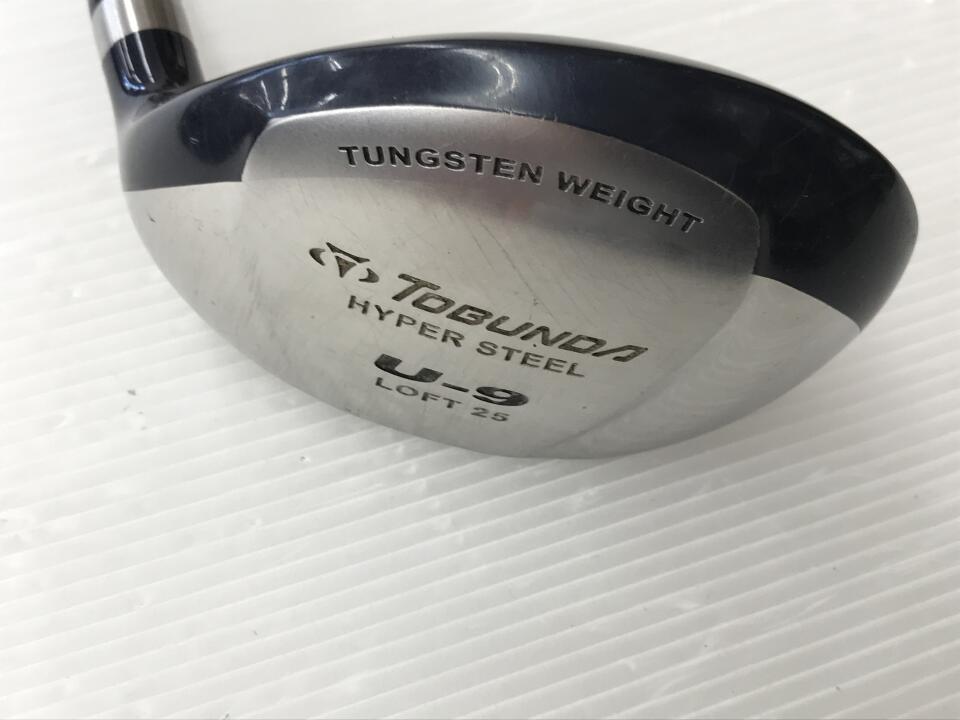 TUNGSTEN WEIGHT
TOBUNDA
HYPER STEEL
U-9
LOFT 25